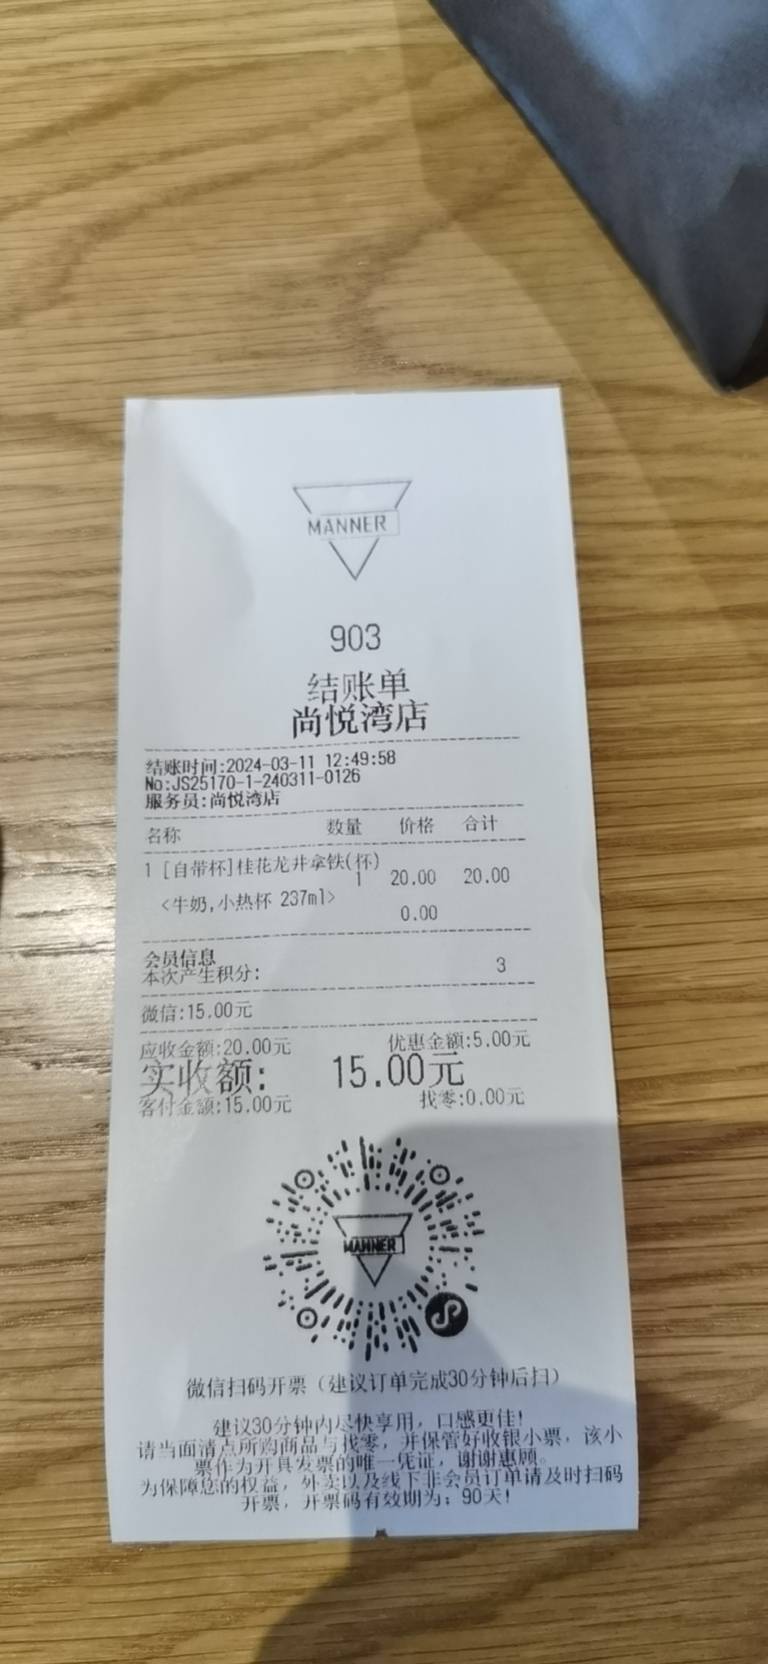 MANNER
903
结账单
尚悦湾店
结账时间:2024-03-11 12:49:58
No:JS25170-1-240311-0126
服务员:尚悦湾店
名称 数量 价格 合计
1 [自带杯]桂花龙井拿铁(杯)
1 20.00 20.00
<牛奶,小热杯 237ml>
0.00
会员信息
本次产生积分: 3
微信:15.00元
应收金额:20.00元 优惠金额:5.00元
实收额: 15.00元
客付金额:15.00元 找零:0.00元
MANNER
微信扫码开票（建议订单完成30分钟后扫）
建议30分钟内尽快享用，口感更佳!
请当面清点所购商品与找零，并保管好收银小票，该小
票作为开具发票的唯一凭证，谢谢惠顾。
为保障您的权益，外卖以及线下非会员订单请及时扫码
开票，开票码有效期为：90天!